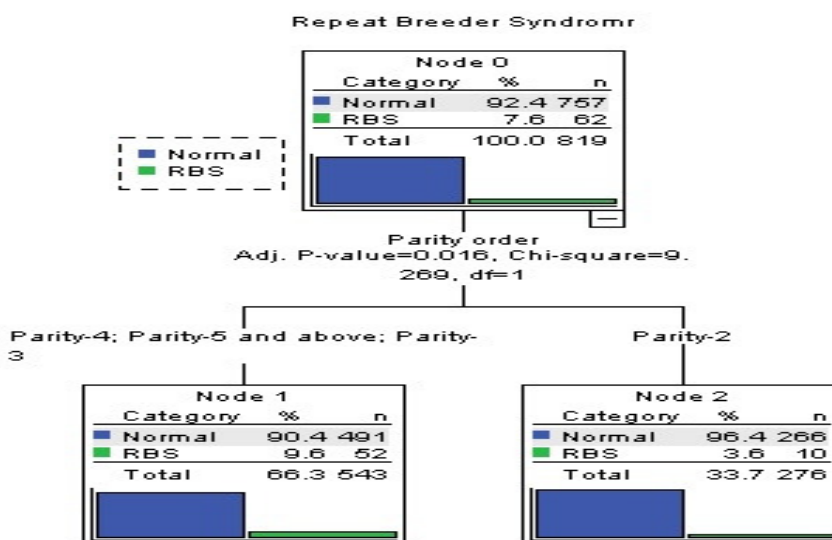 Repeat Breeder Syndromr
Node 0
Category % n
Normal 92.4 757
RBS 7.6 62
Total 100.0 819
Normal
RBS
Parity order
Adj. P-value=0.016, Chi-square=9.
269, df=1
Parity-4; Parity-5 and above; Parity-
3
Parity-2
Node 1
Category % n
Normal 90.4 491
RBS 9.6 52
Total 66.3 543
Node 2
Category % n
Normal 96.4 266
RBS 3.6 10
Total 33.7 276